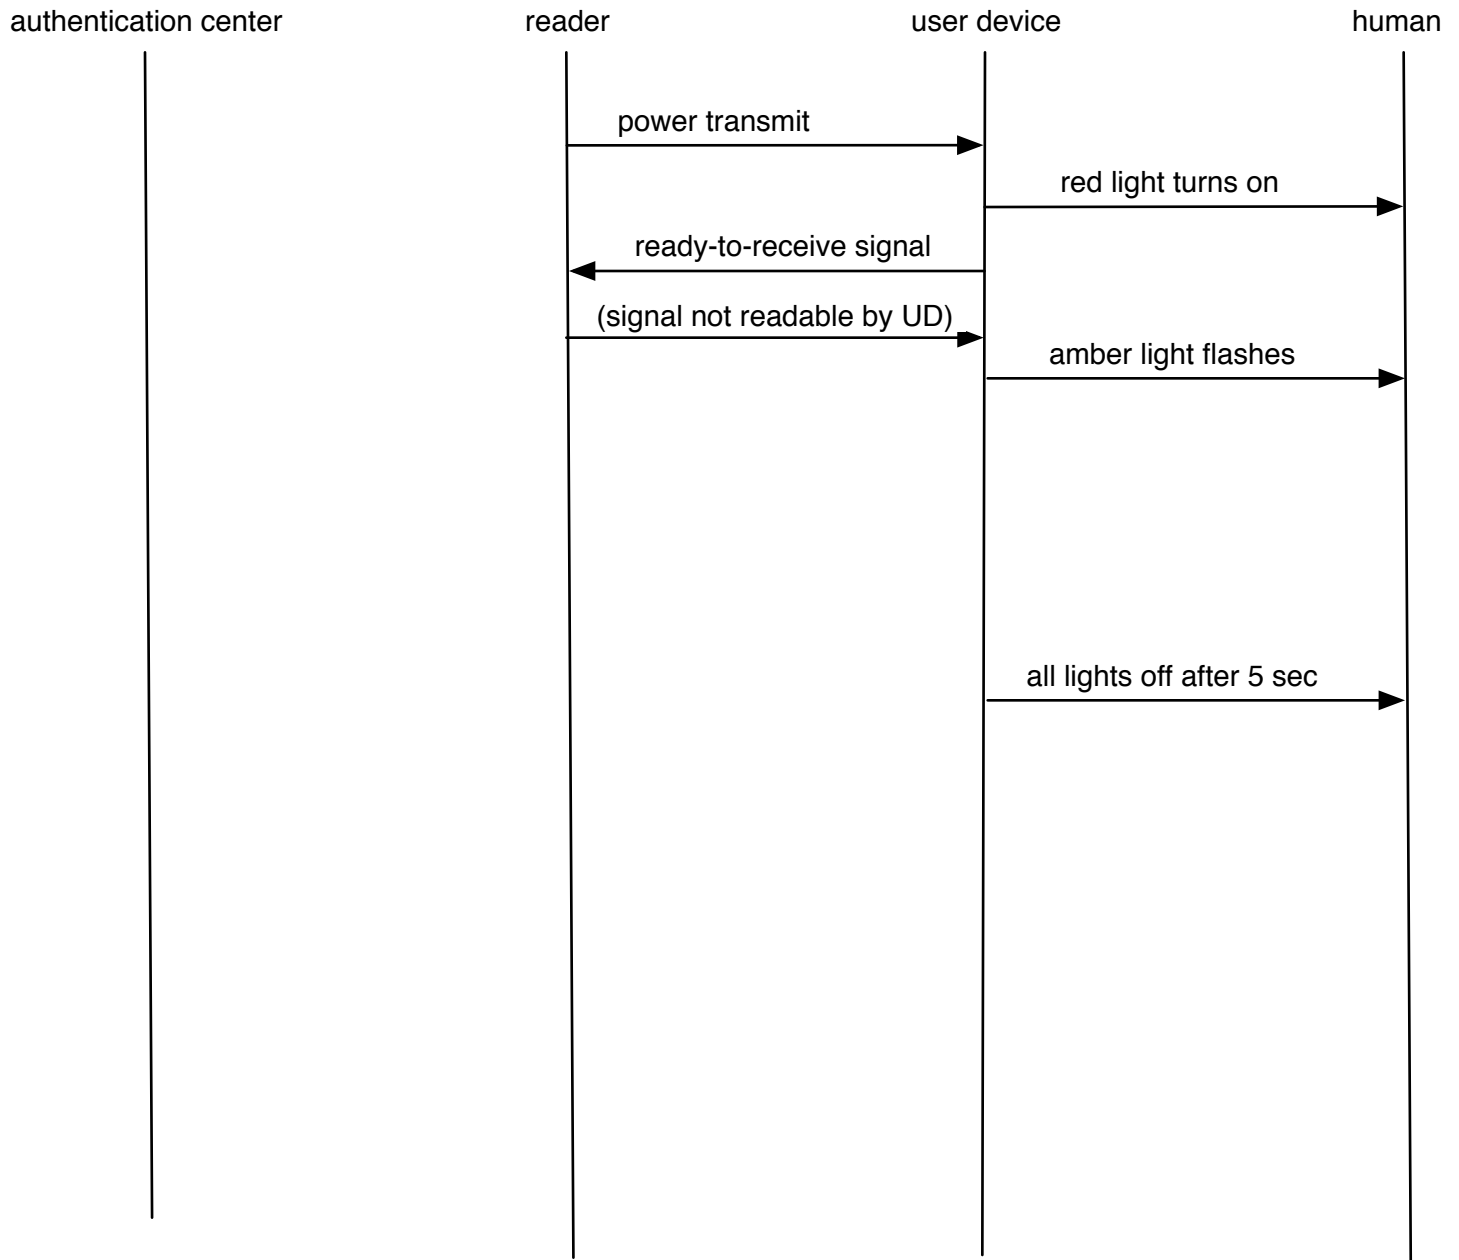 authentication center
reader
user device
human
power transmit
red light turns on
ready-to-receive signal
(signal not readable by UD)
amber light flashes
all lights off after 5 sec